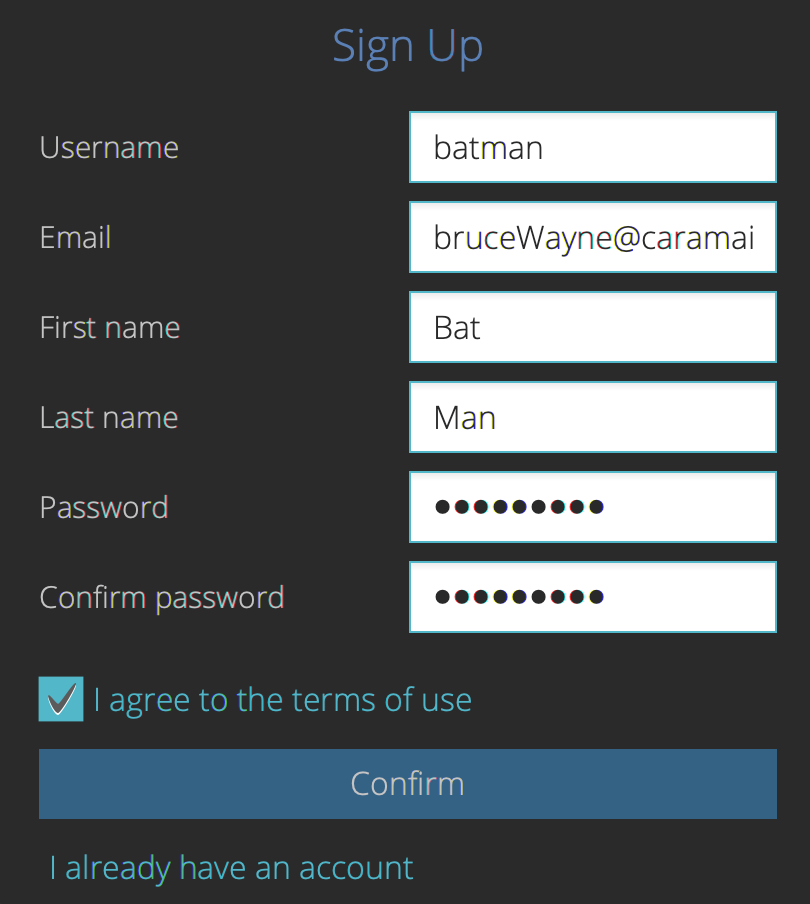 Sign Up
Username batman
Email bruceWayne@caramai
First name Bat
Last name Man
Password ●●●●●●●●●
Confirm password ●●●●●●●●●
I agree to the terms of use
Confirm
I already have an account